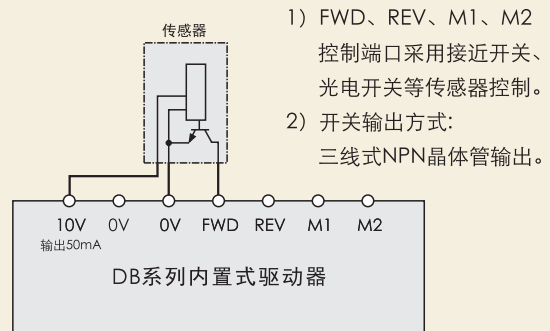 传感器
1) FWD、REV、M1、M2
控制端口采用接近开关、
光电开关等传感器控制。
2) 开关输出方式:
三线式NPN晶体管输出。
10V 0V 0V FWD REV M1 M2
输出50mA
DB系列内置式驱动器